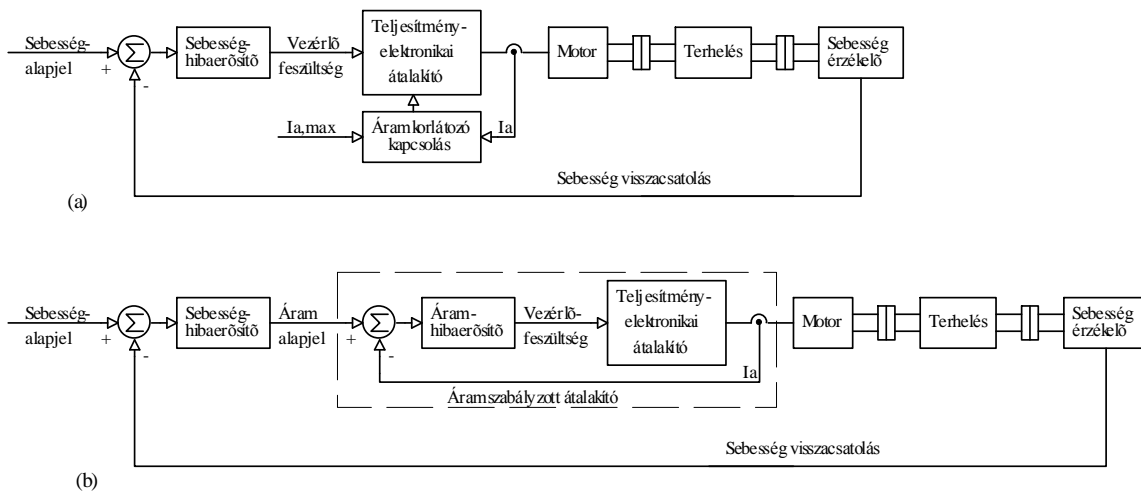 Sebesség-
alapjel
+
-
Σ
Sebesség-
hibaerõsítõ
Vezérlõ
feszültség
Teljesítmény-
elektronikai
átalakító
Motor
Terhelés
Sebesség
érzékelõ
Ia,max
Áramkorlátozó
kapcsolás
Ia
Sebesség visszacsatolás
(a)
Sebesség-
alapjel
+
-
Σ
Sebesség-
hibaerõsítõ
Áram
alapjel
+
-
Σ
Áram-
hibaerõsítõ
Vezérlõ-
feszültség
Teljesítmény-
elektronikai
átalakító
Ia
Motor
Terhelés
Sebesség
érzékelõ
Áramszabályzott átalakító
Sebesség visszacsatolás
(b)